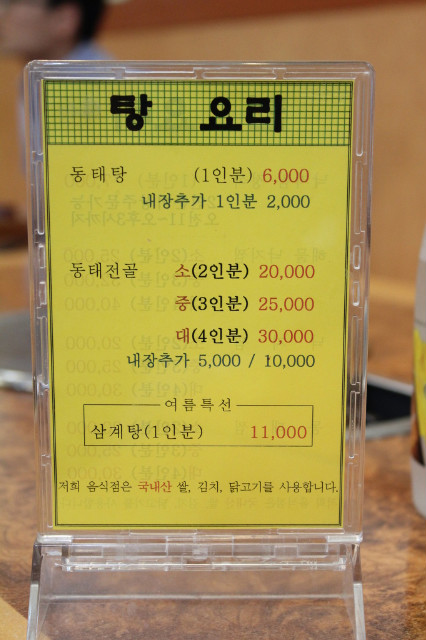 탕 요리
동태탕 (1인분) 6,000
내장추가 1인분 2,000
동태전골 소(2인분) 20,000
중(3인분) 25,000
대(4인분) 30,000
내장추가 5,000 / 10,000
여름특선
삼계탕(1인분) 11,000
저희 음식점은 국내산 쌀, 김치, 닭고기를 사용합니다.